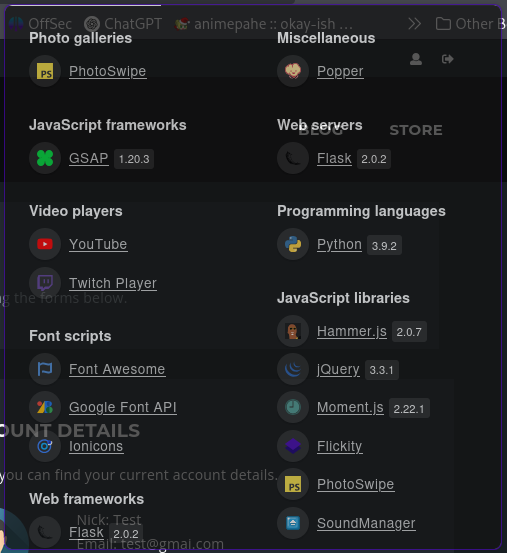 OffSec ChatGPT animepahe :: okay-ish ... Other B
Photo galleries
PhotoSwipe
JavaScript frameworks
GSAP 1.20.3
Video players
YouTube
Twitch Player
Font scripts
Font Awesome
Google Font API
Ionicons
Web frameworks
Flask 2.0.2
Miscellaneous
Popper
Web servers
Flask 2.0.2
Programming languages
Python 3.9.2
JavaScript libraries
Hammer.js 2.0.7
jQuery 3.3.1
Moment.js 2.22.1
Flickity
PhotoSwipe
SoundManager
BLOG STORE
g the forms below.
OUNT DETAILS
you can find your current account details.
Nick: Test
Email: test@gmai.com